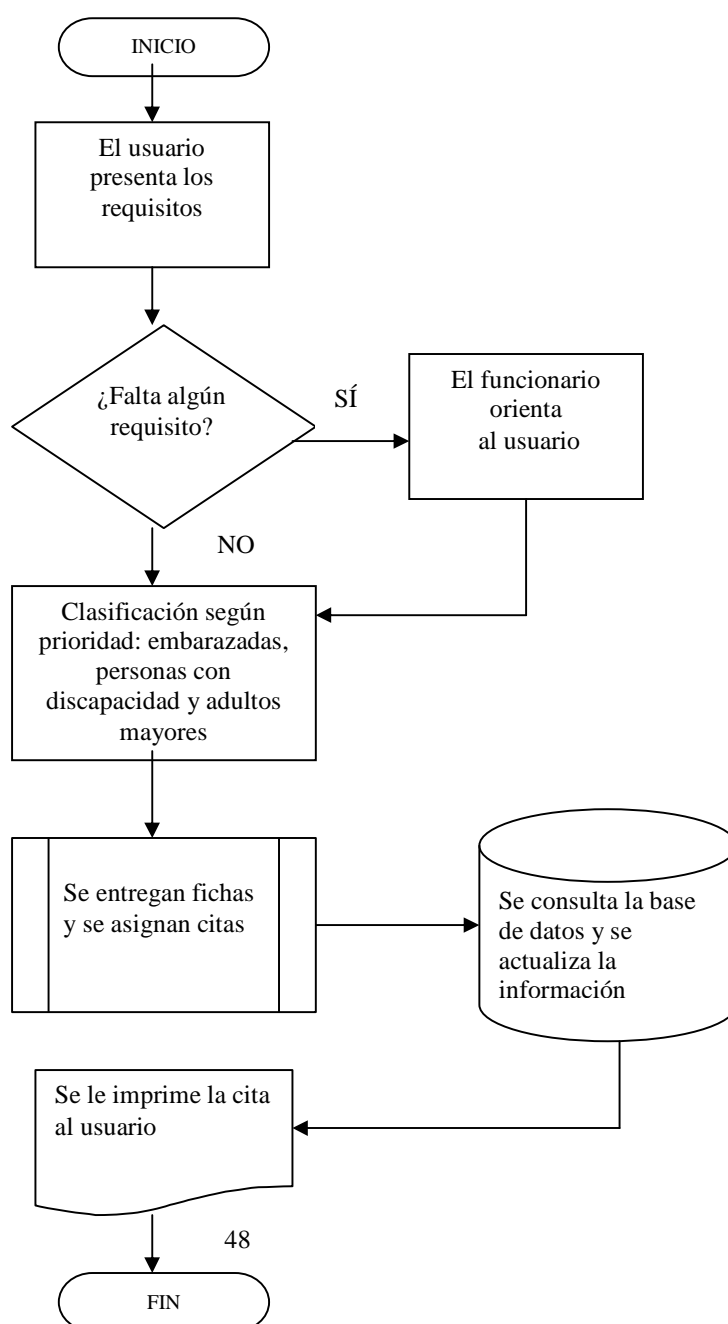 INICIO
El usuario
presenta los
requisitos
¿Falta algún
requisito?
SÍ
El funcionario
orienta
al usuario
NO
Clasificación según
prioridad: embarazadas,
personas con
discapacidad y adultos
mayores
Se entregan fichas
y se asignan citas
Se consulta la base
de datos y se
actualiza la
información
Se le imprime la cita
al usuario
48
FIN